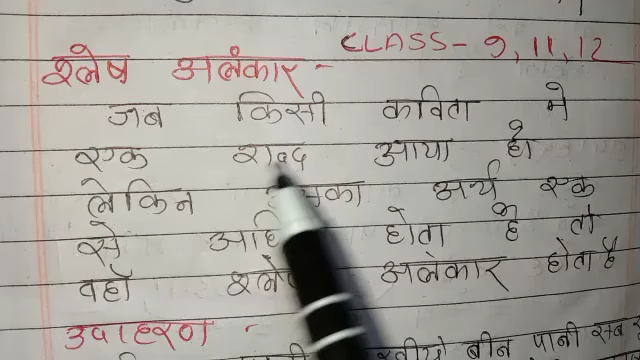 श्लेष अलंकार - CLASS - 9, 11, 12
जब किसी कविता मे
एक शब्द आया हो
लेकिन अर्थ एक
से होता है तो
वहाँ अलंकार होता है
उदाहरण -
बीन पानी सब